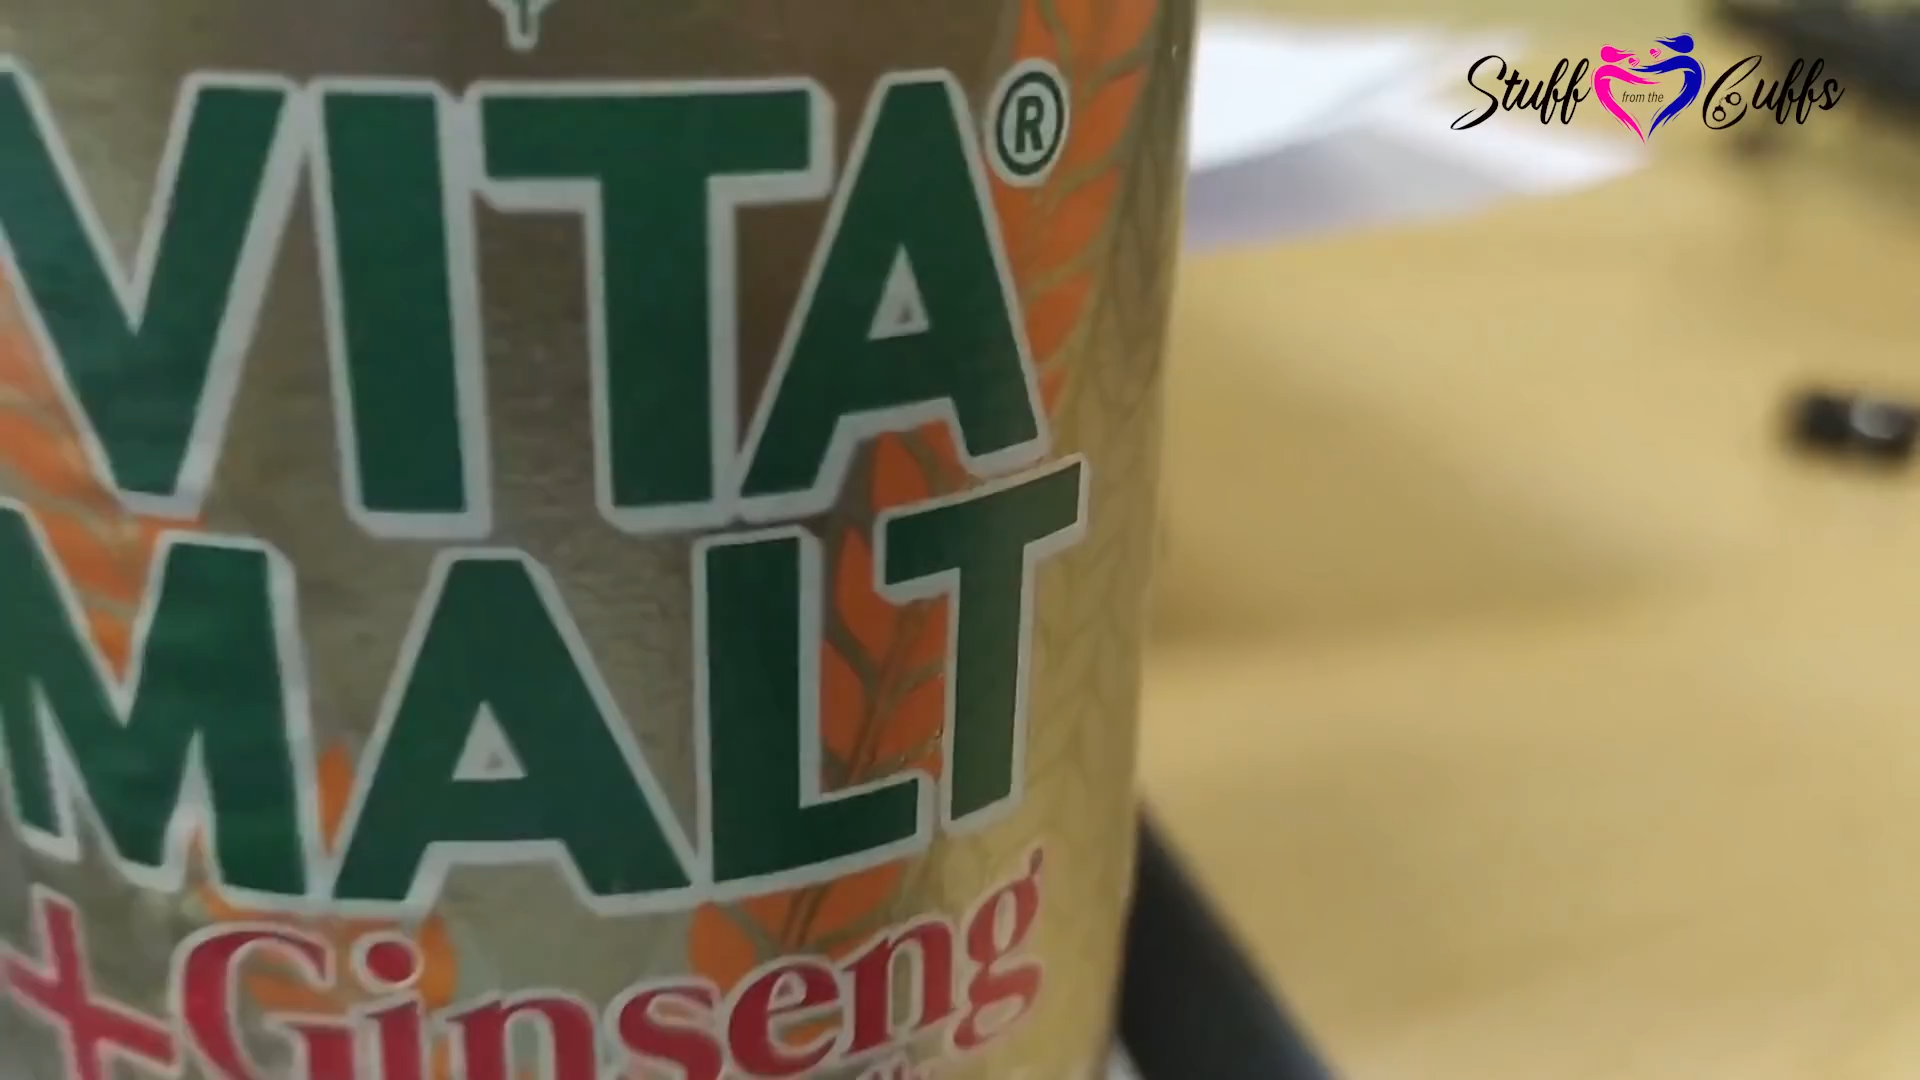 Stuff from the Cuffs
VITA®
MALT
+Ginseng